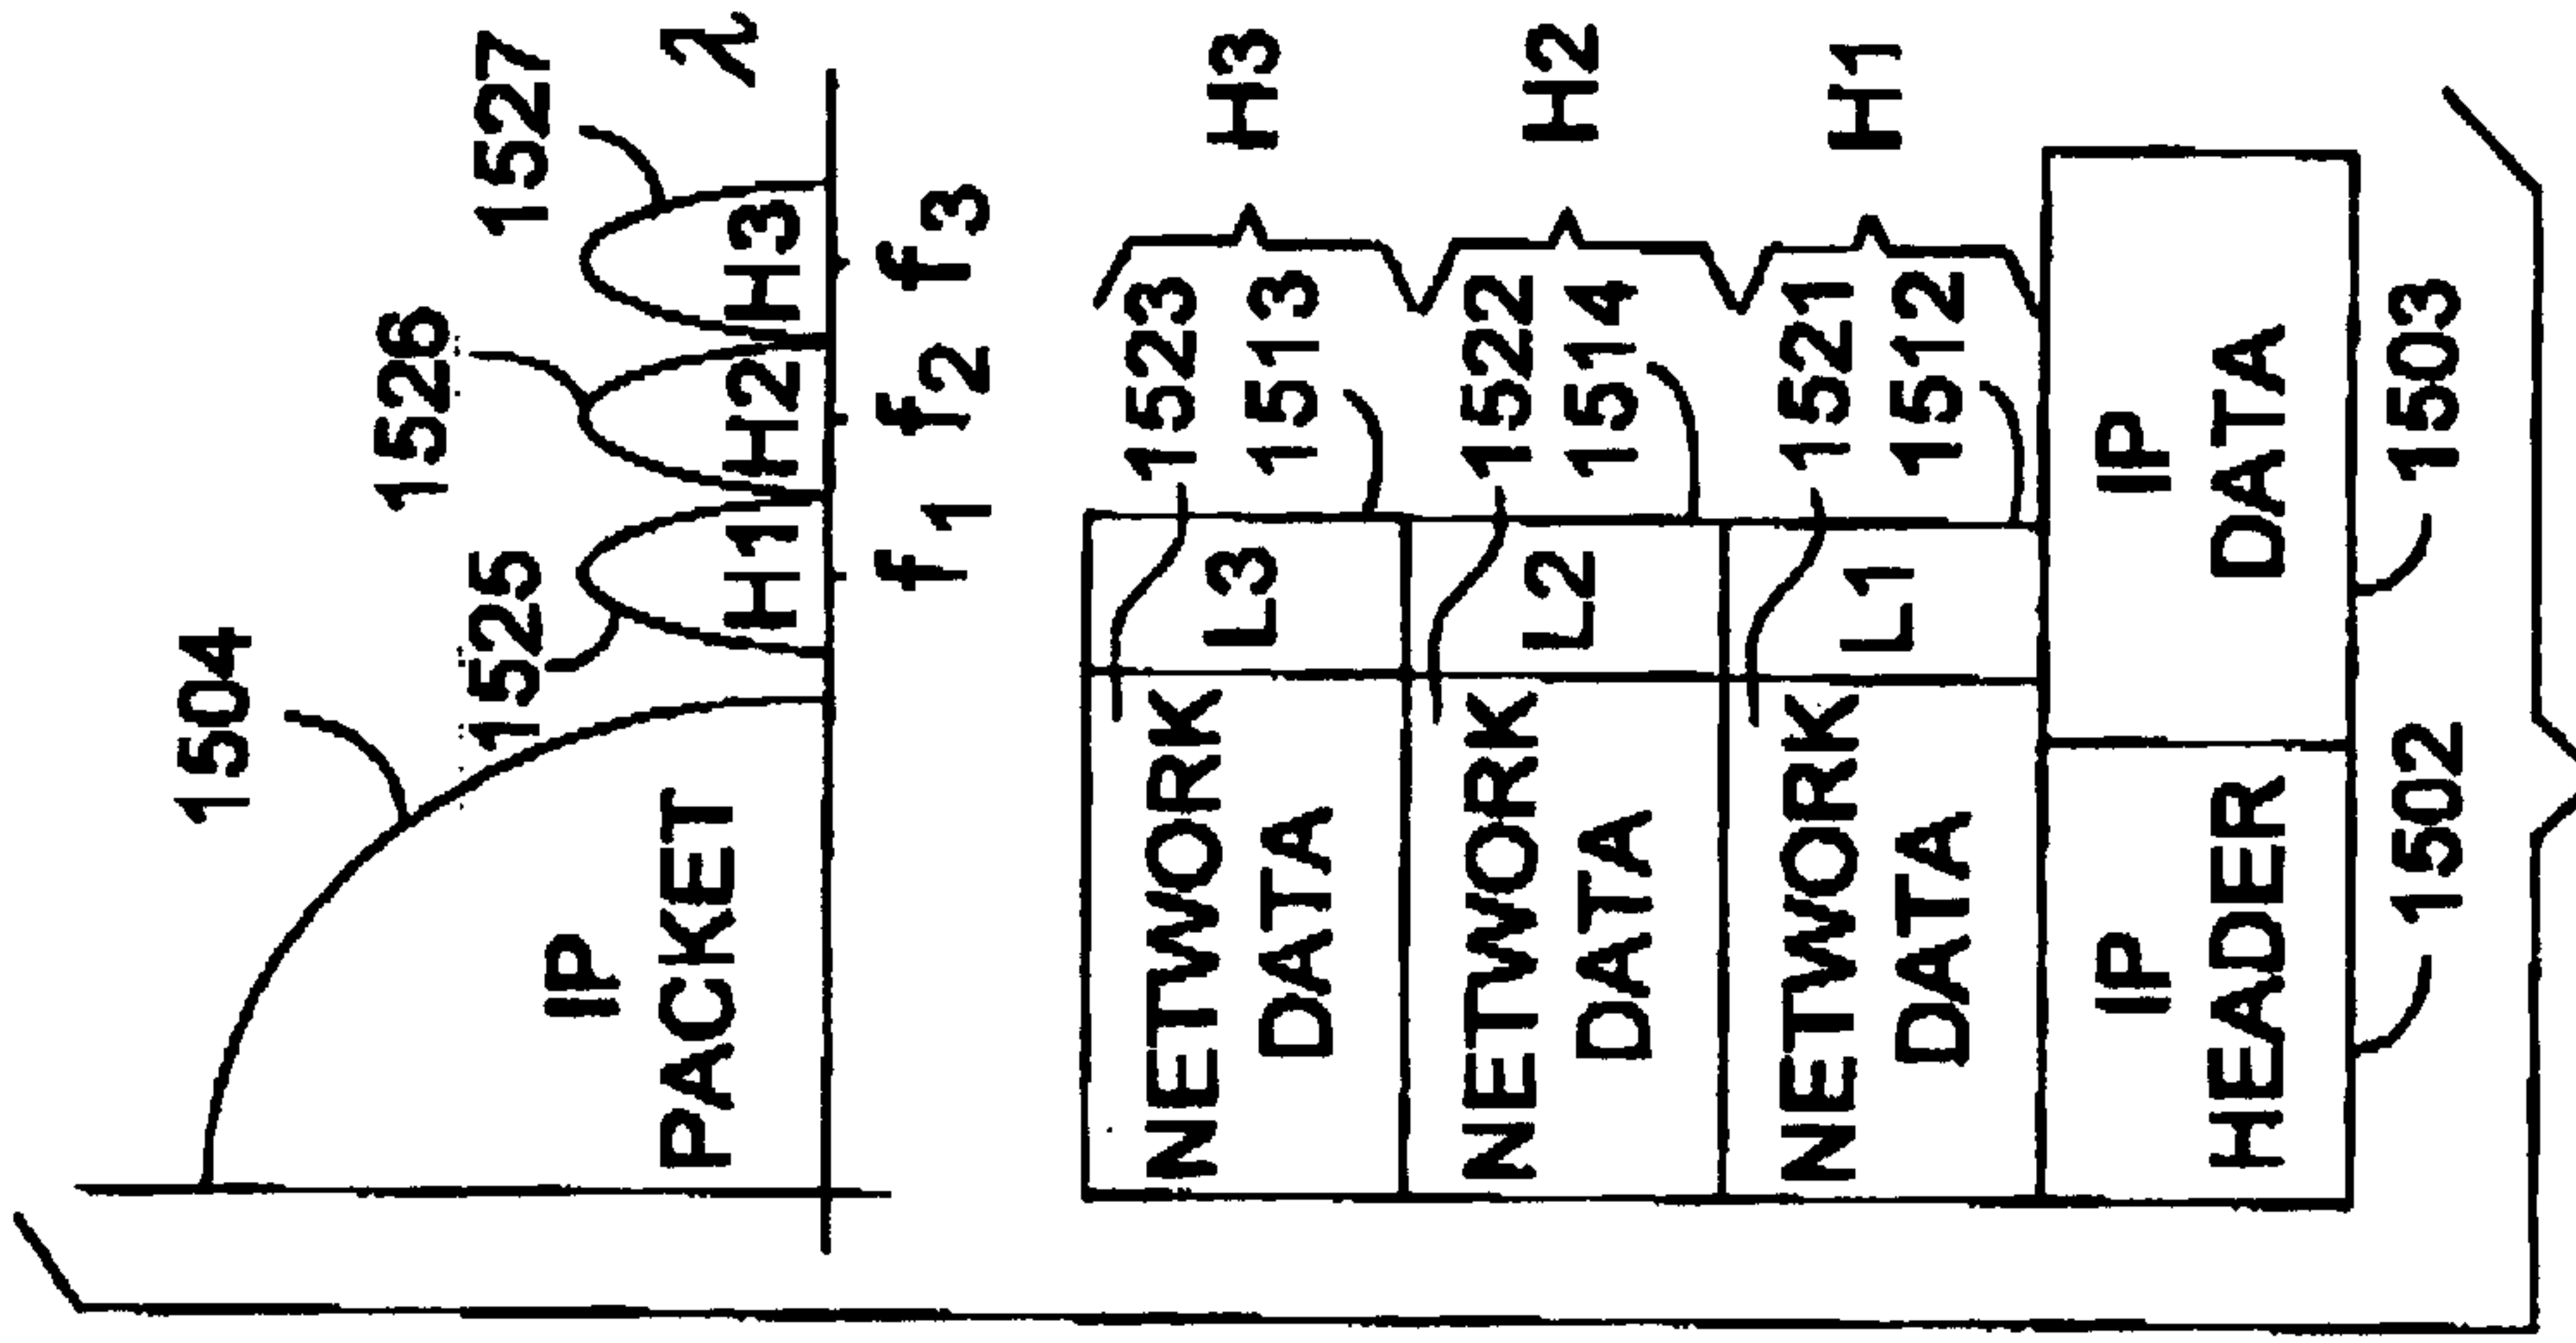 λ
1504
1525
1526
1527
IP
PACKET
H1
H2
H3
f1
f2
f3
NETWORK
DATA
L3
1523
1513
H3
NETWORK
DATA
L2
1522
1514
H2
NETWORK
DATA
L1
1521
1512
H1
IP
HEADER
IP
DATA
1502
1503